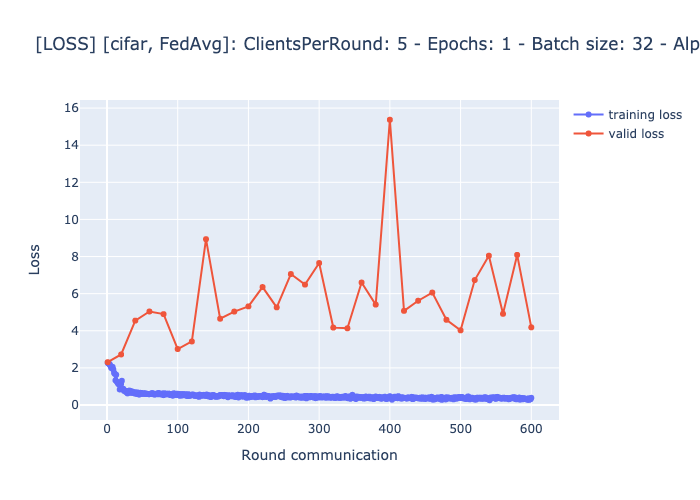 [LOSS] [cifar, FedAvg]: ClientsPerRound: 5 - Epochs: 1 - Batch size: 32 - Alp
training loss
valid loss
Loss
16
14
12
10
8
6
4
2
0
0 100 200 300 400 500 600
Round communication